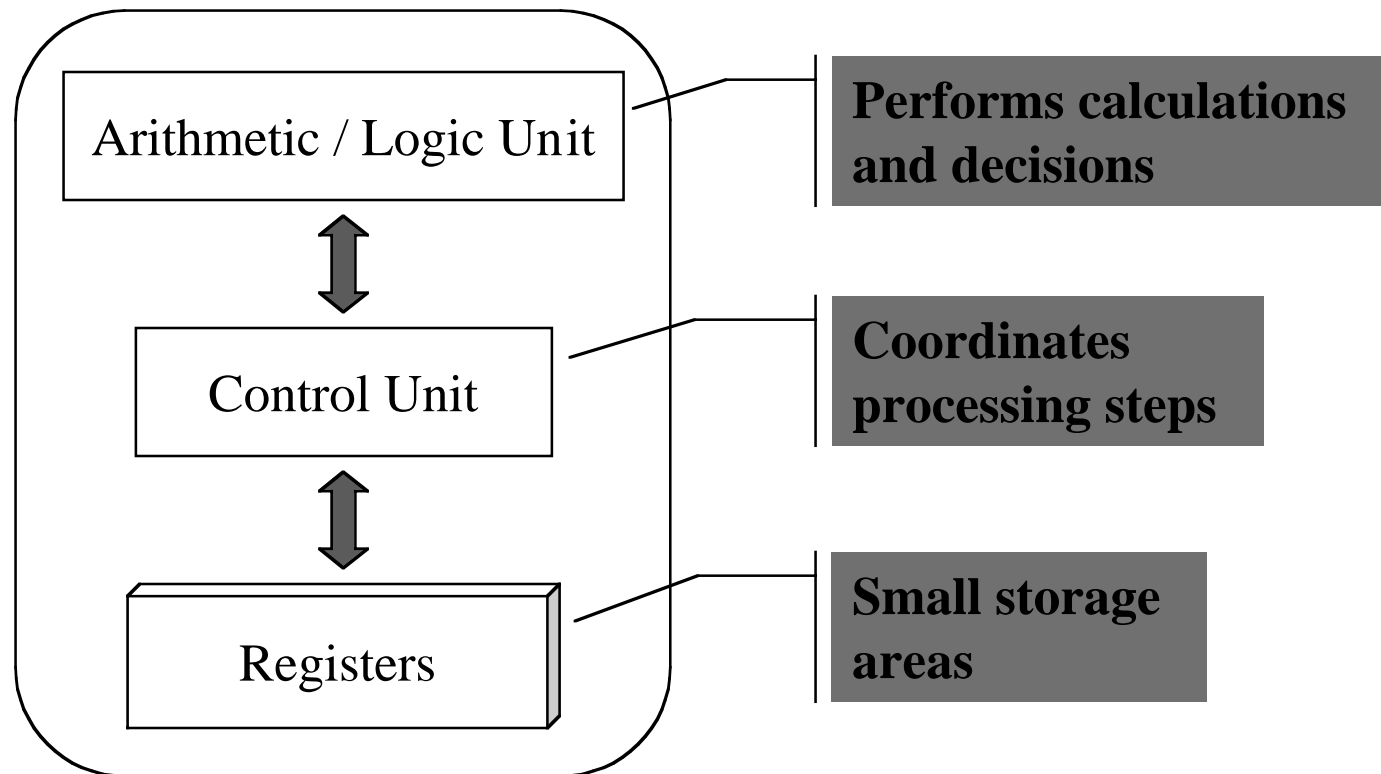 Arithmetic / Logic Unit
Performs calculations
and decisions
Control Unit
Coordinates
processing steps
Registers
Small storage
areas